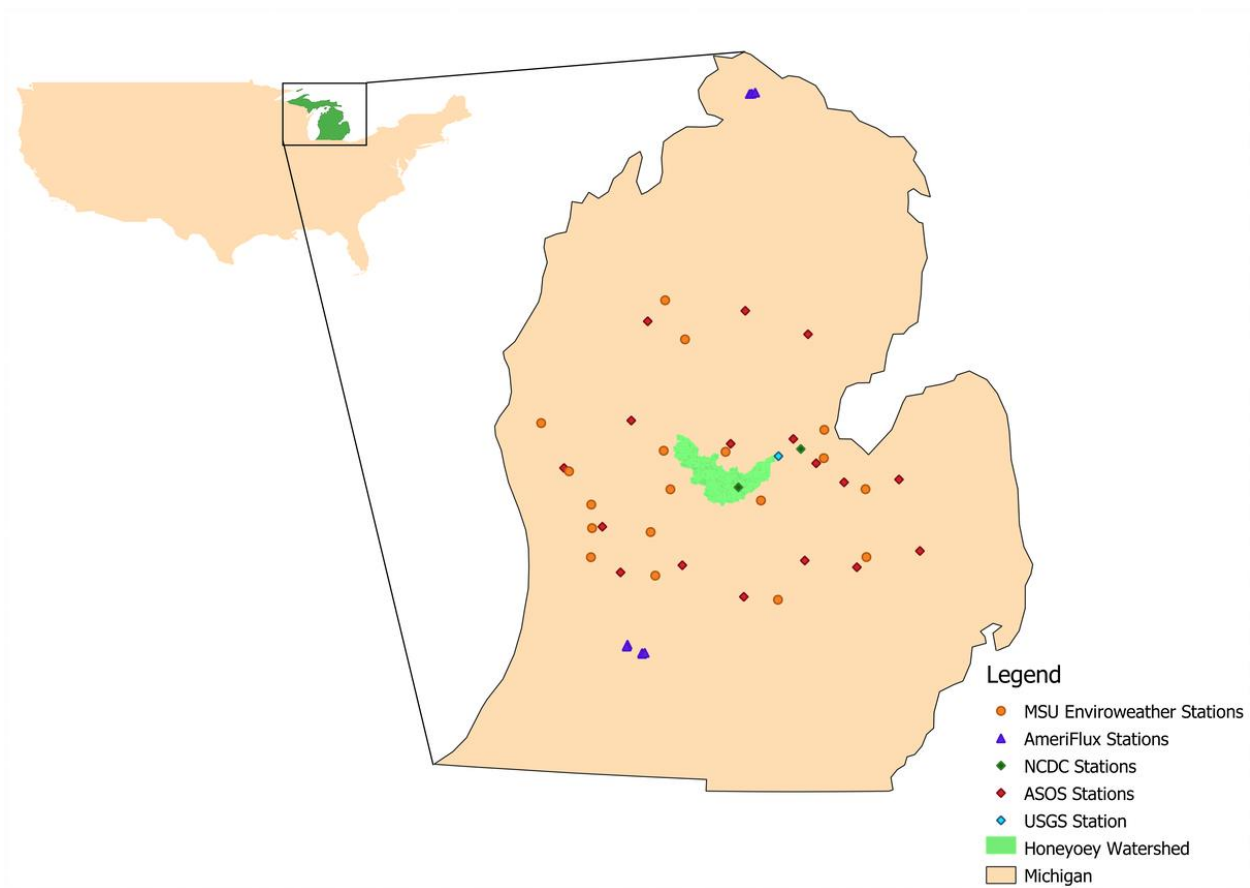 Legend
MSU Enviroweather Stations
AmeriFlux Stations
NCDC Stations
ASOS Stations
USGS Station
Honeyoey Watershed
Michigan